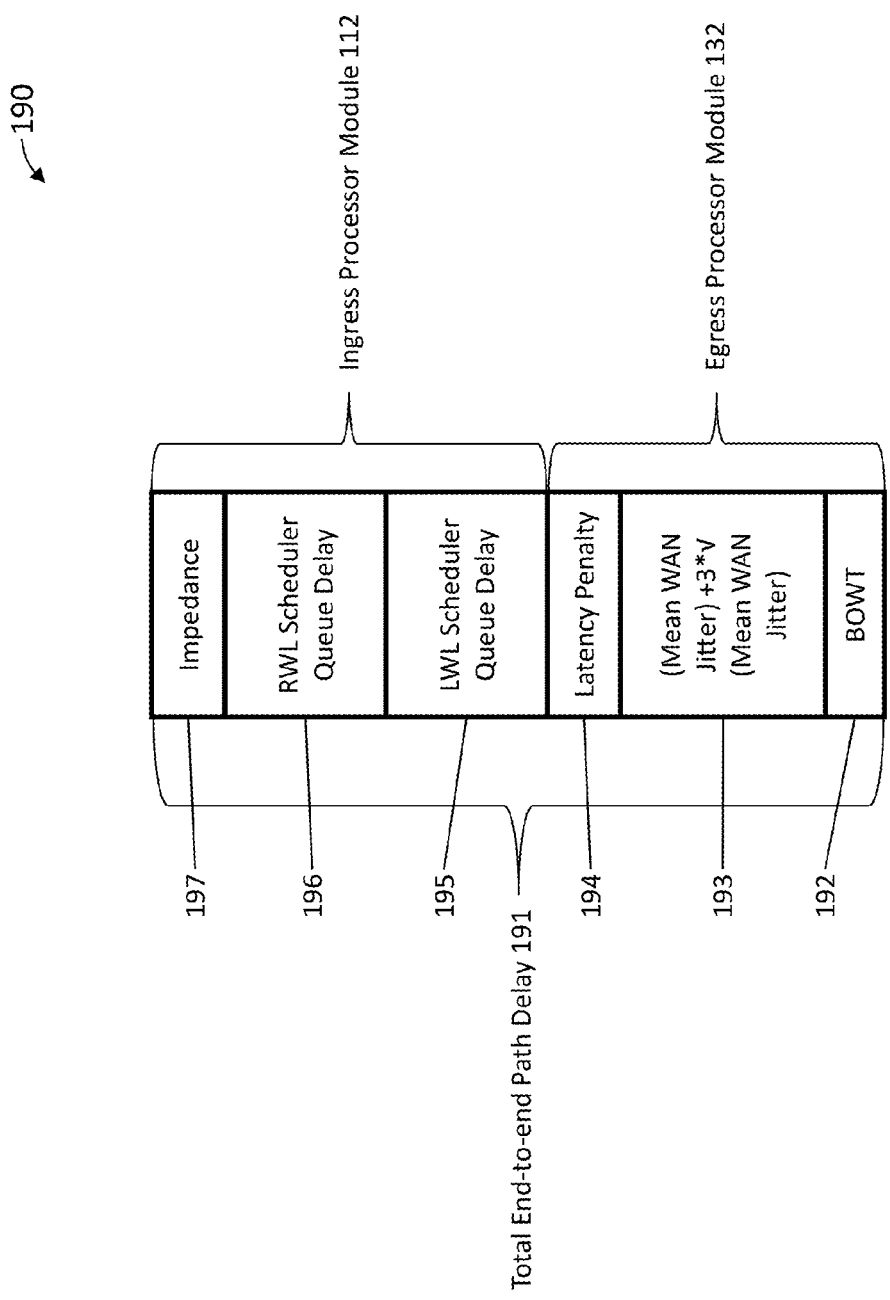 190
Impedance
RWL Scheduler
Queue Delay
LWL Scheduler
Queue Delay
Latency Penalty
(Mean WAN
Jitter) +3*√
(Mean WAN
Jitter)
BOWT
Ingress Processor Module 112
Egress Processor Module 132
197
196
195
194
193
192
Total End-to-end Path Delay 191